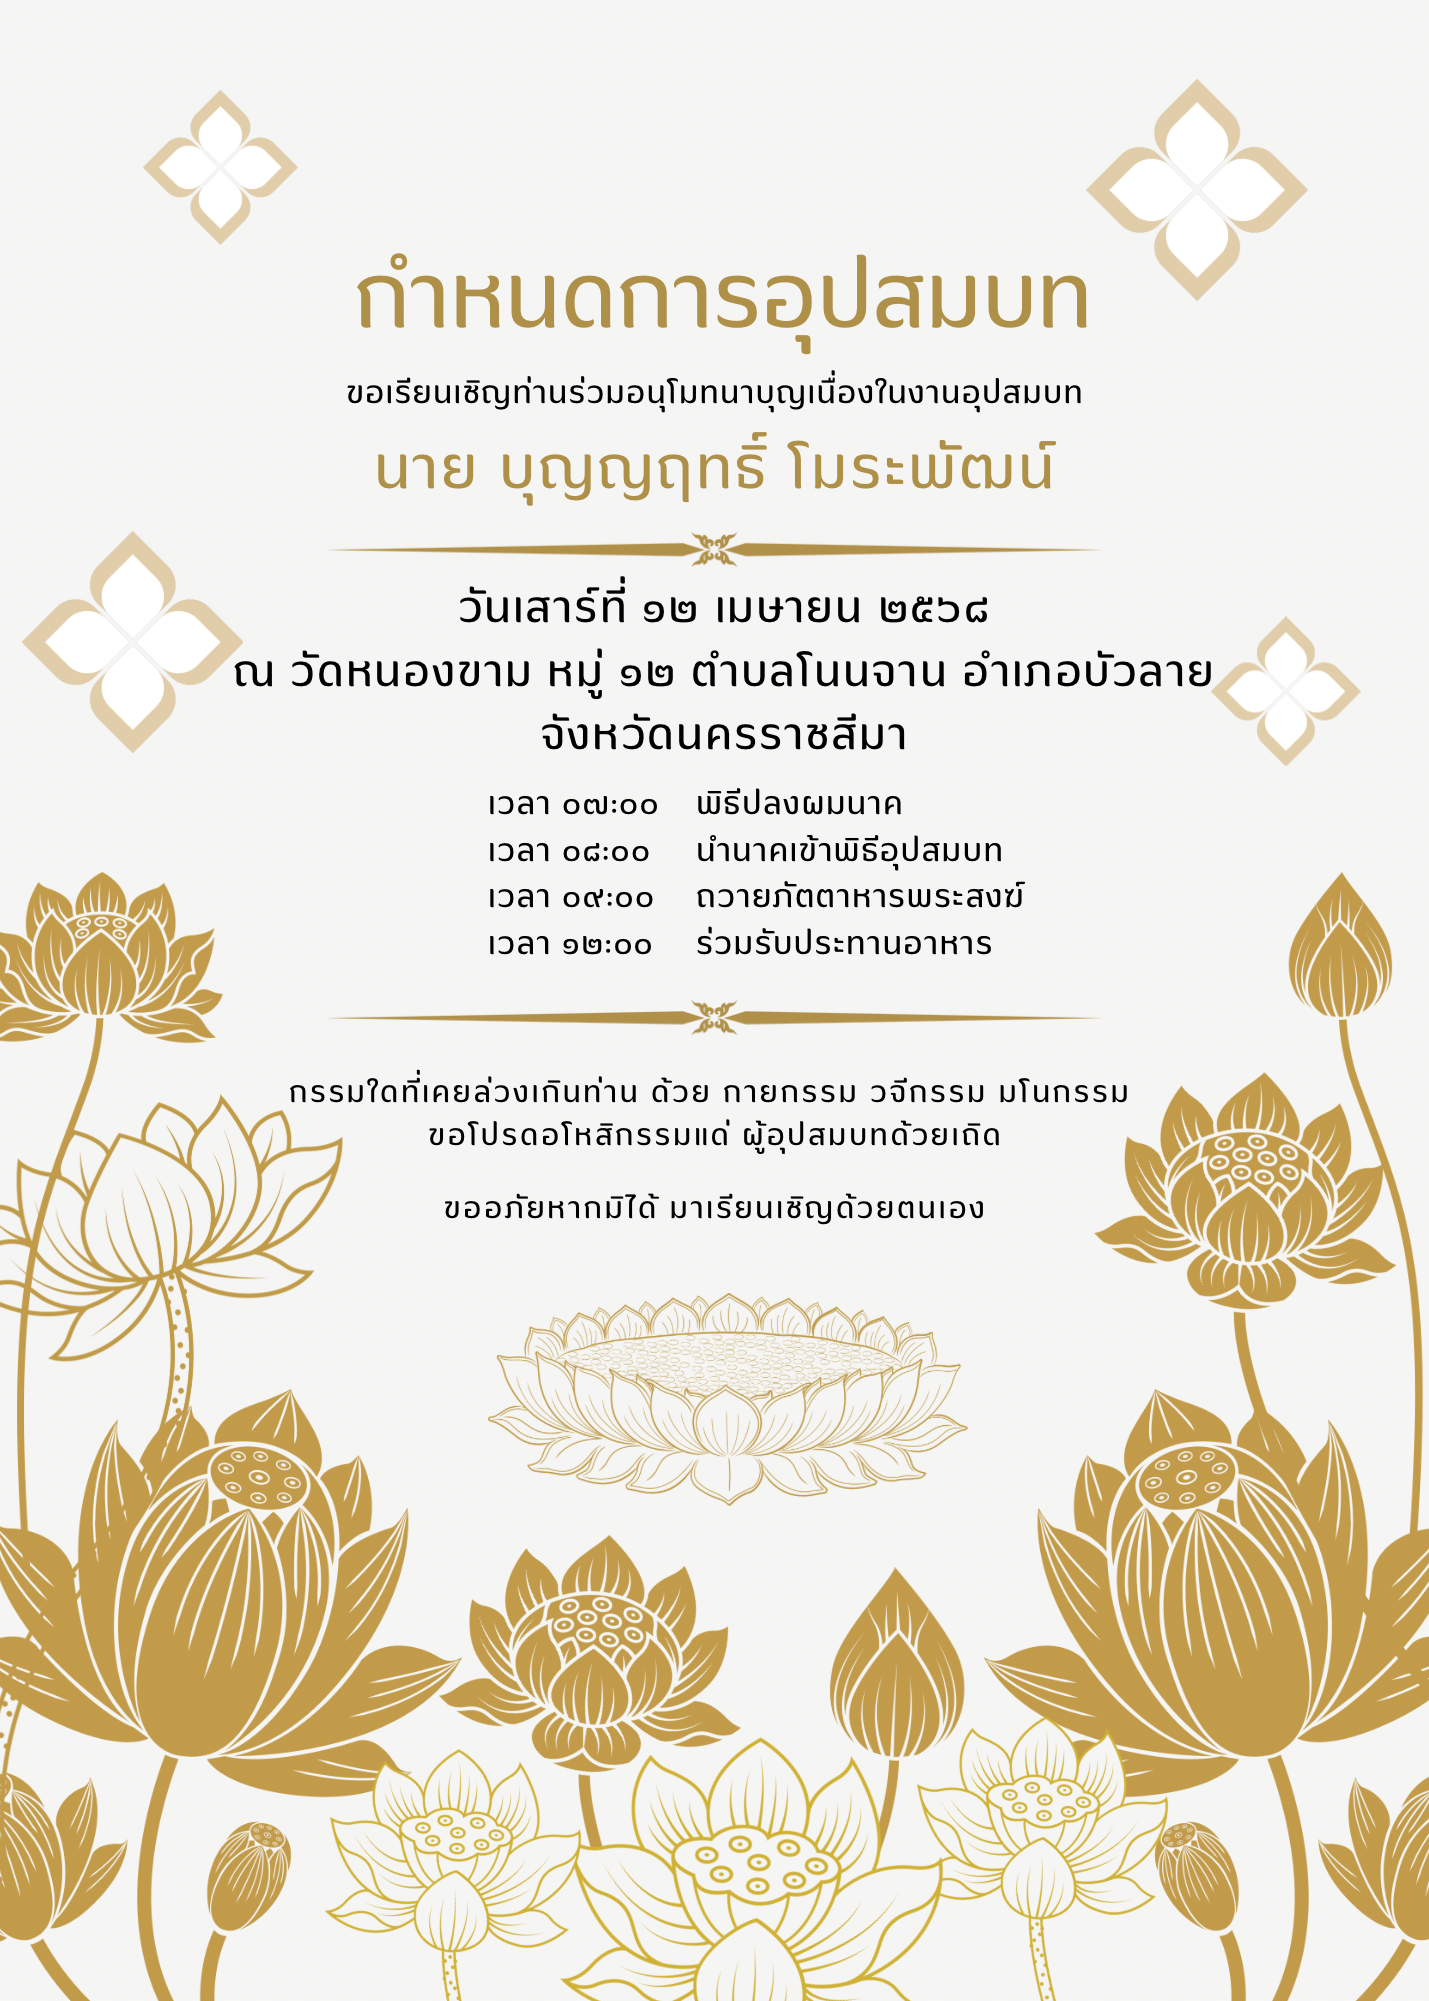 กำหนดการอุปสมบท
ขอเรียนเชิญท่านร่วมอนุโมทนาบุญเนื่องในงานอุปสมบท
นาย บุญญฤทธิ์ โมระพัฒน์
วันเสาร์ที่ ๑๒ เมษายน ๒๕๖๘
ณ วัดหนองขาม หมู่ ๑๒ ตำบลโนนจาน อำเภอบัวลาย
จังหวัดนครราชสีมา
เวลา ๐๗:๐๐ พิธีปลงผมนาค
เวลา ๐๘:๐๐ นำนาคเข้าพิธีอุปสมบท
เวลา ๐๙:๐๐ ถวายภัตตาหารพระสงฆ์
เวลา ๑๒:๐๐ ร่วมรับประทานอาหาร
กรรมใดที่เคยล่วงเกินท่าน ด้วย กายกรรม วจีกรรม มโนกรรม
ขอโปรดอโหสิกรรมแด่ ผู้อุปสมบทด้วยเถิด
ขออภัยหากมิได้ มาเรียนเชิญด้วยตนเอง